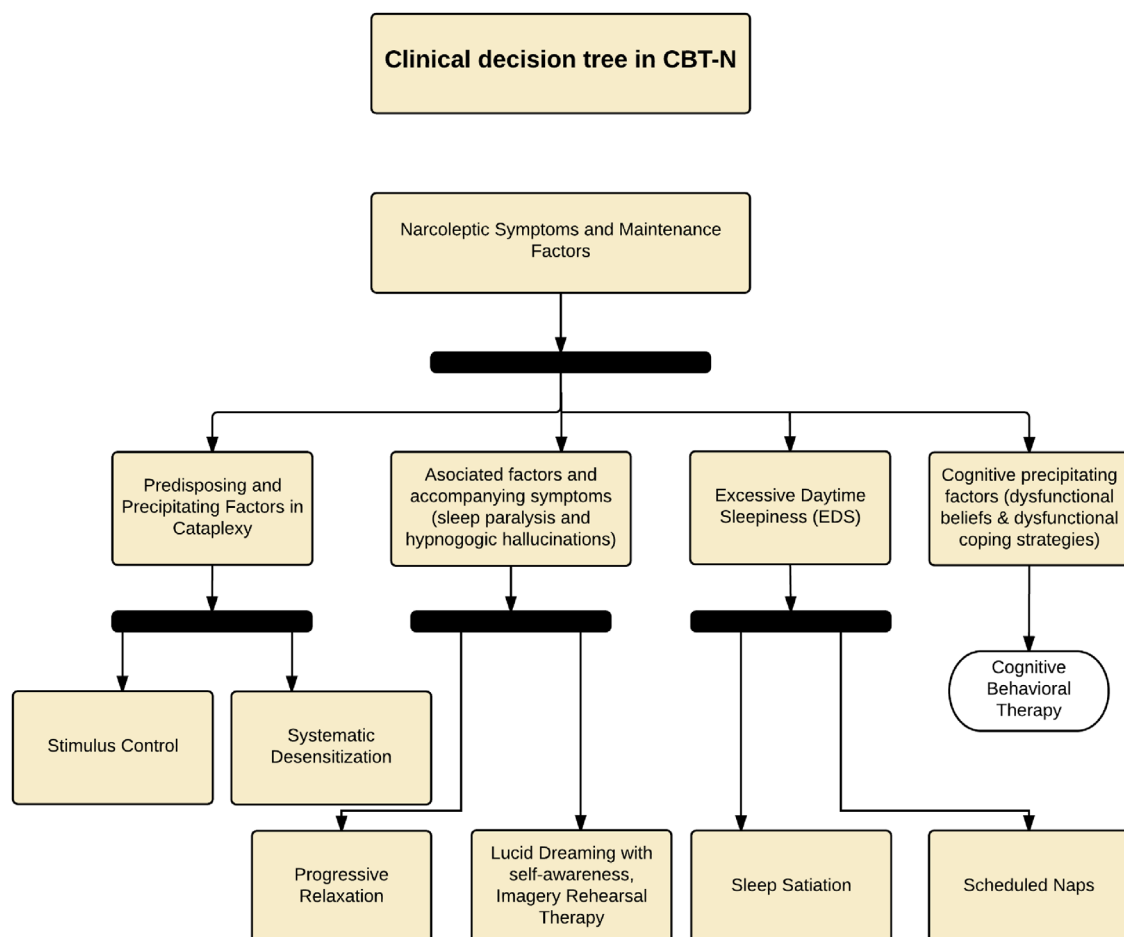 Clinical decision tree in CBT-N
Narcoleptic Symptoms and Maintenance
Factors
Predisposing and
Precipitating Factors in
Cataplexy
Asociated factors and
accompanying symptoms
(sleep paralysis and
hypnogogic hallucinations)
Excessive Daytime
Sleepiness (EDS)
Cognitive precipitating
factors (dysfunctional
beliefs & dysfunctional
coping strategies)
Stimulus Control
Systematic
Desensitization
Cognitive
Behavioral
Therapy
Progressive
Relaxation
Lucid Dreaming with
self-awareness,
Imagery Rehearsal
Therapy
Sleep Satiation
Scheduled Naps